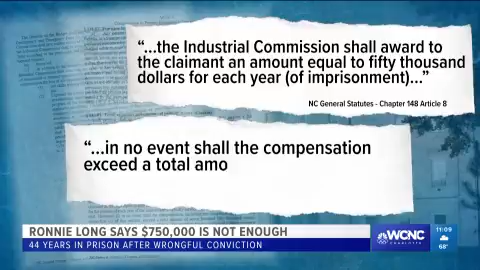 “...the Industrial Commission shall award to
the claimant an amount equal to fifty thousand
dollars for each year (of imprisonment)...”
NC General Statutes - Chapter 148 Article 8
“...in no event shall the compensation
exceed a total amo
RONNIE LONG SAYS $750,000 IS NOT ENOUGH
44 YEARS IN PRISON AFTER WRONGFUL CONVICTION
WCNC
CHARLOTTE
11:09
68°